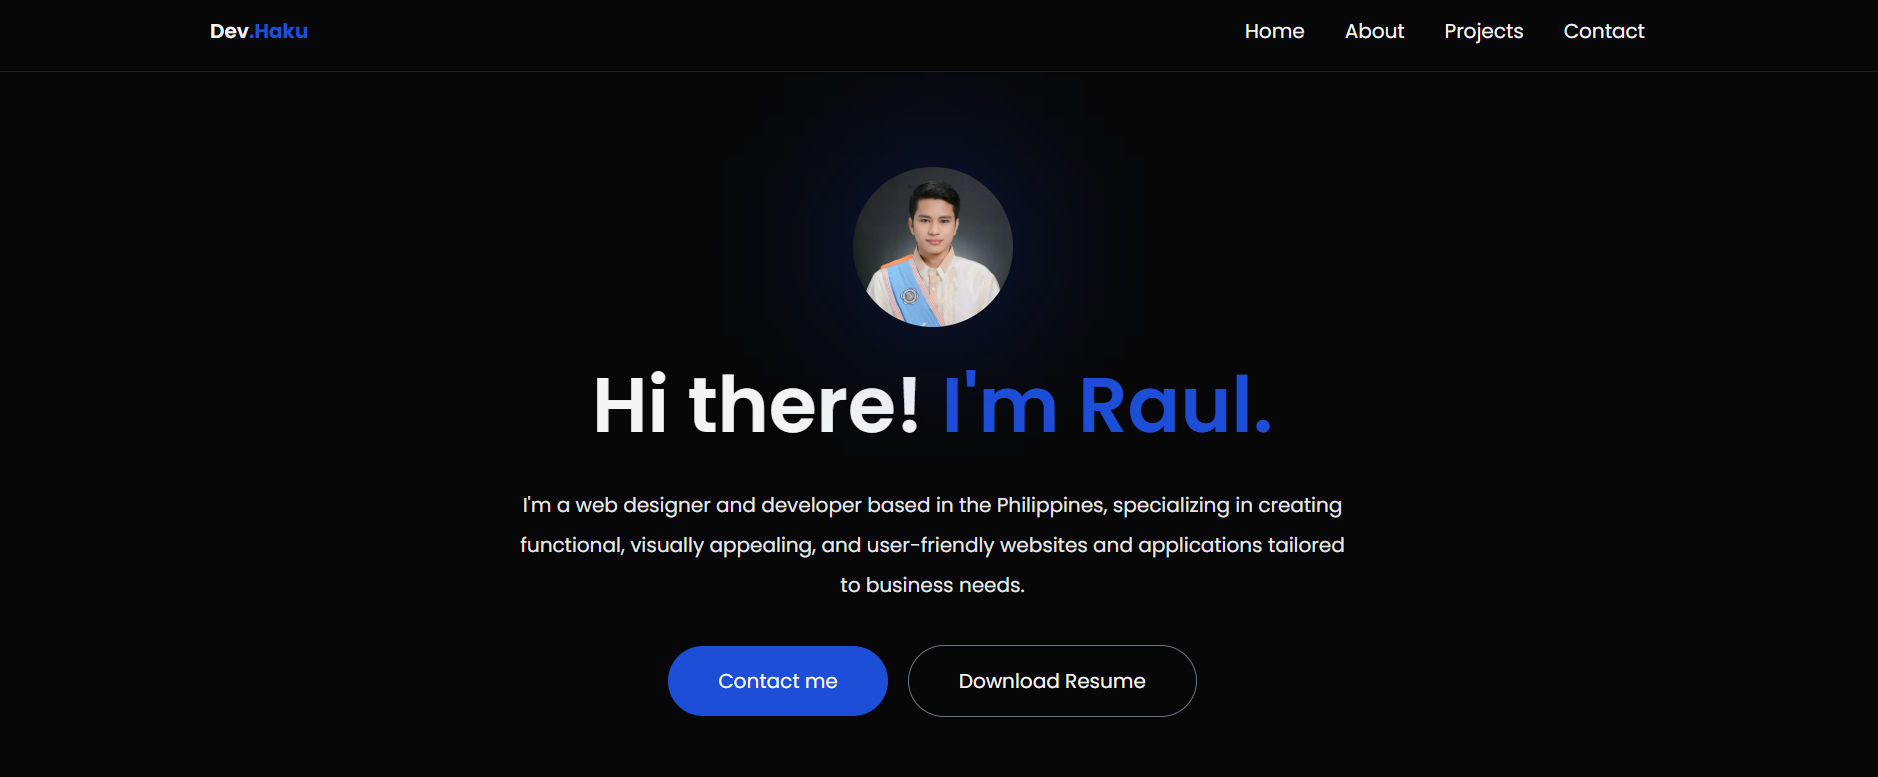 Dev.Haku
Home About Projects Contact
Hi there! I'm Raul.
I'm a web designer and developer based in the Philippines, specializing in creating
functional, visually appealing, and user-friendly websites and applications tailored
to business needs.
Contact me Download Resume